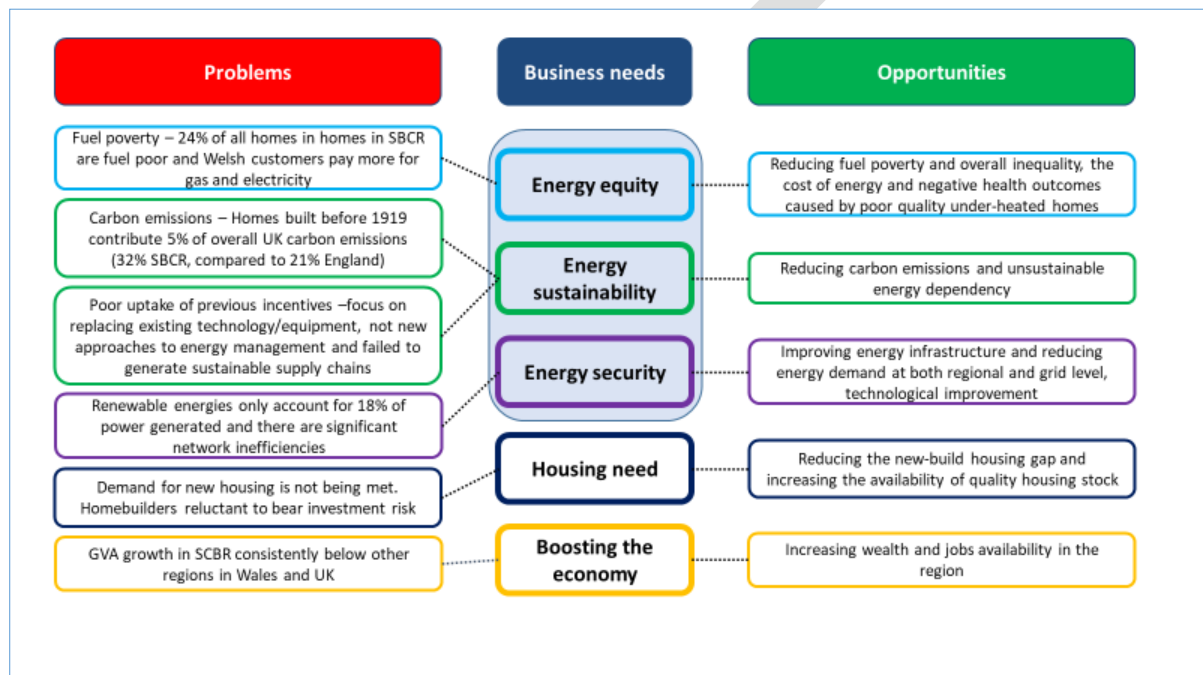 Problems
Business needs
Opportunities
Fuel poverty – 24% of all homes in homes in SBCR
are fuel poor and Welsh customers pay more for
gas and electricity
Energy equity
Reducing fuel poverty and overall inequality, the
cost of energy and negative health outcomes
caused by poor quality under-heated homes
Carbon emissions – Homes built before 1919
contribute 5% of overall UK carbon emissions
(32% SBCR, compared to 21% England)
Energy
sustainability
Reducing carbon emissions and unsustainable
energy dependency
Poor uptake of previous incentives –focus on
replacing existing technology/equipment, not new
approaches to energy management and failed to
generate sustainable supply chains
Energy security
Improving energy infrastructure and reducing
energy demand at both regional and grid level,
technological improvement
Renewable energies only account for 18% of
power generated and there are significant
network inefficiencies
Housing need
Reducing the new-build housing gap and
increasing the availability of quality housing stock
Demand for new housing is not being met.
Homebuilders reluctant to bear investment risk
GVA growth in SCBR consistently below other
regions in Wales and UK
Boosting the
economy
Increasing wealth and jobs availability in the
region